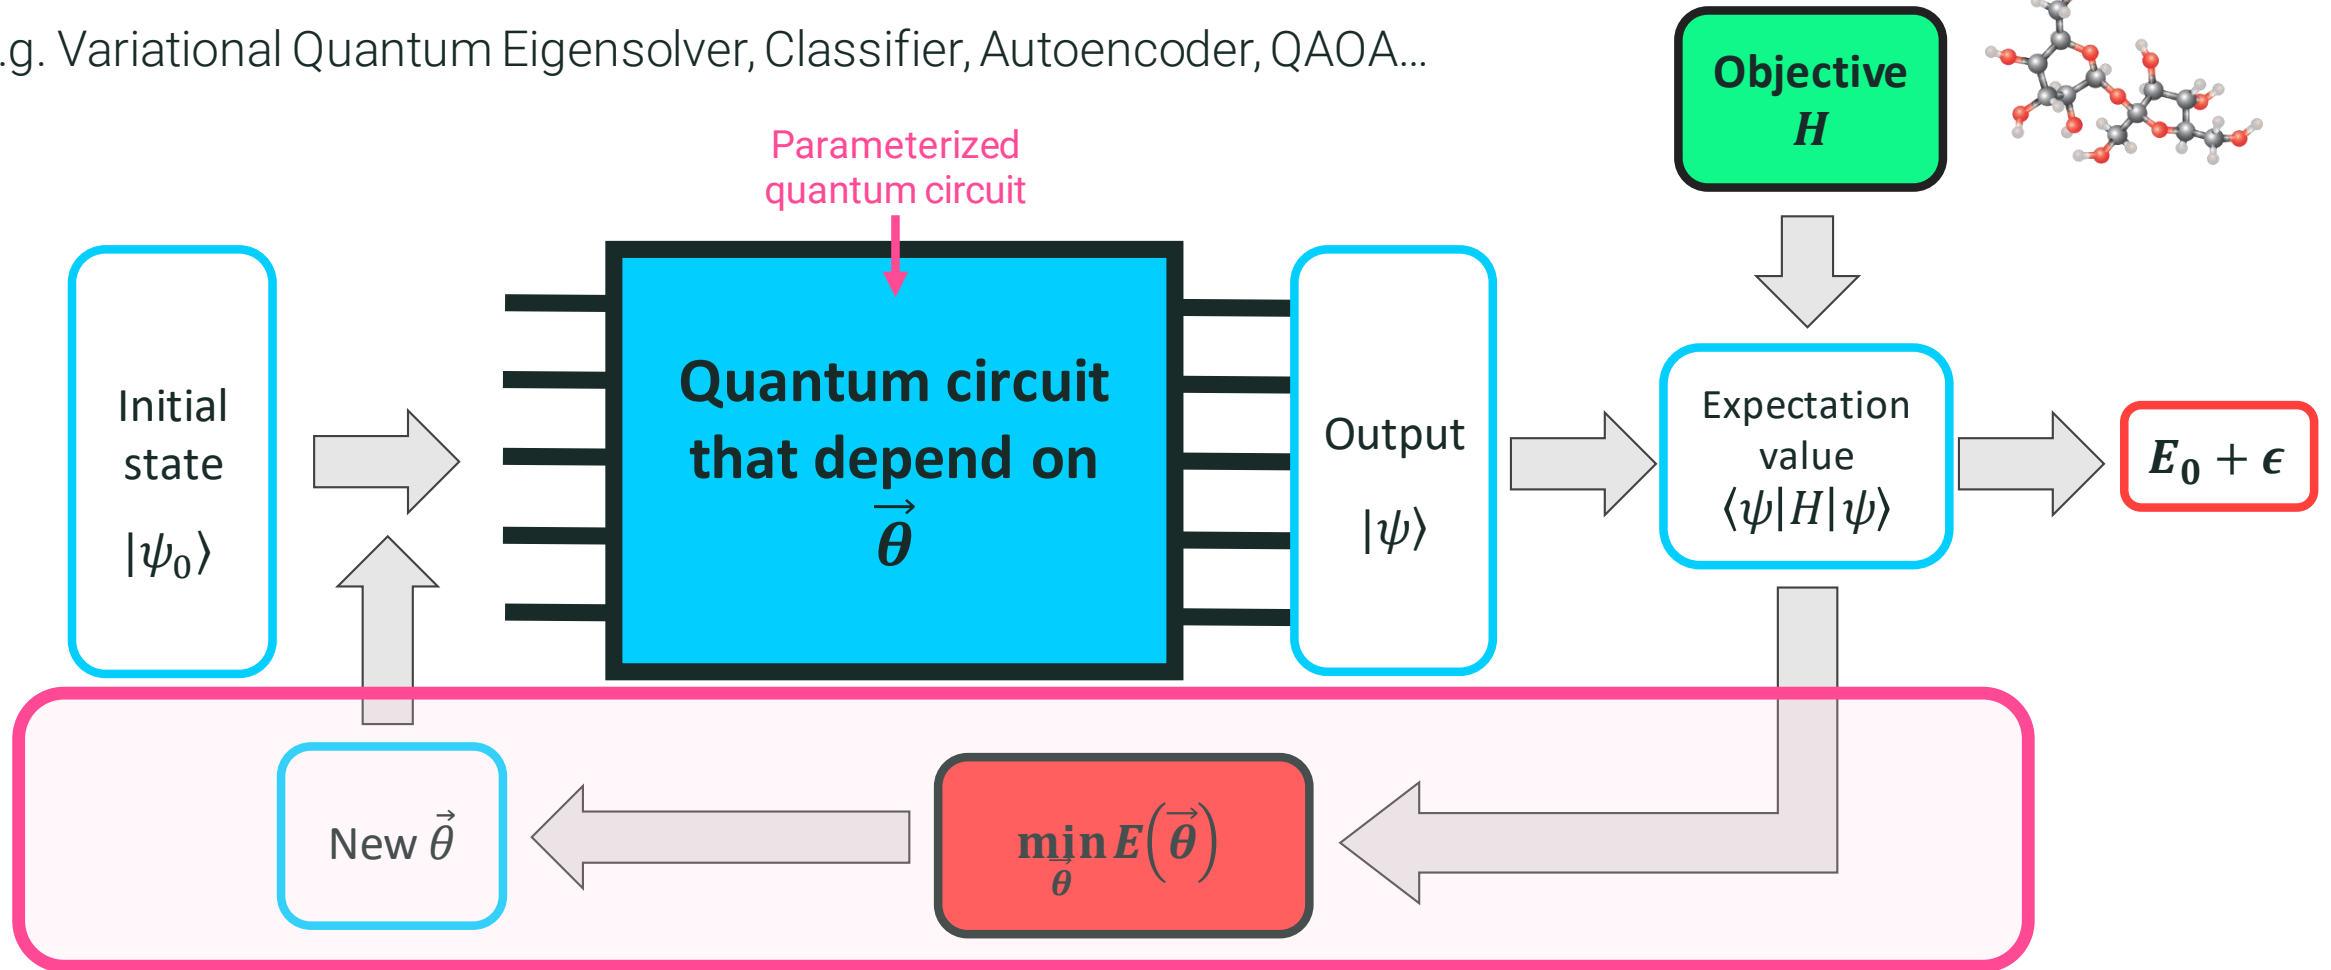 .g. Variational Quantum Eigensolver, Classifier, Autoencoder, QAOA...
Objective
H
Parameterized
quantum circuit
Initial
state
|ψ₀⟩
Quantum circuit
that depend on
θ⃗
Output
|ψ⟩
Expectation
value
⟨ψ|H|ψ⟩
E₀ + ϵ
New θ⃗
min E(θ⃗)
θ⃗